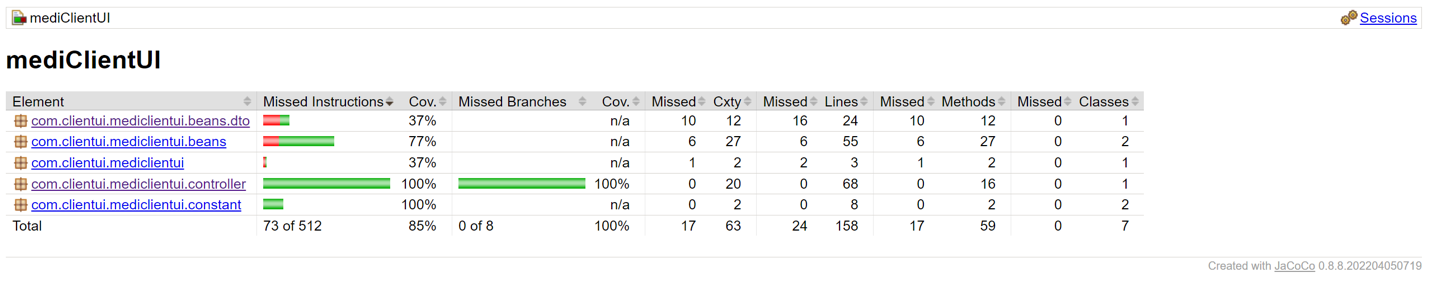 mediClientUI Sessions
mediClientUI
Element Missed Instructions Cov. Missed Branches Cov. Missed Cxty Missed Lines Missed Methods Missed Classes
com.clientui.mediclientui.beans.dto 37% n/a 10 12 16 24 10 12 0 1
com.clientui.mediclientui.beans 77% n/a 6 27 6 55 6 27 0 2
com.clientui.mediclientui 37% n/a 1 2 2 3 1 2 0 1
com.clientui.mediclientui.controller 100% 100% 0 20 0 68 0 16 0 1
com.clientui.mediclientui.constant 100% n/a 0 2 0 8 0 2 0 2
Total 73 of 512 85% 0 of 8 100% 17 63 24 158 17 59 0 7
Created with JaCoCo 0.8.8.202204050719